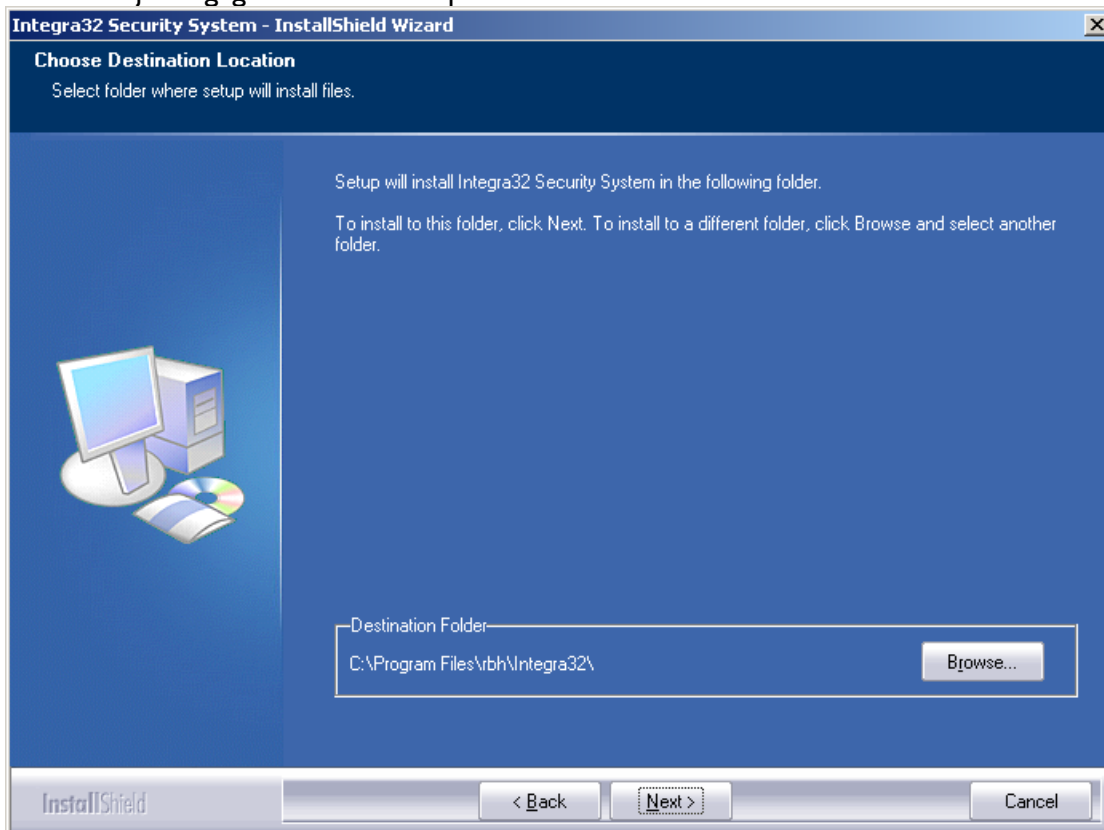 Integra32 Security System - InstallShield Wizard
Choose Destination Location
Select folder where setup will install files.
Setup will install Integra32 Security System in the following folder.
To install to this folder, click Next. To install to a different folder, click Browse and select another
folder.
Destination Folder
C:\Program Files\rbh\Integra32\
Browse...
InstallShield
< Back
Next >
Cancel